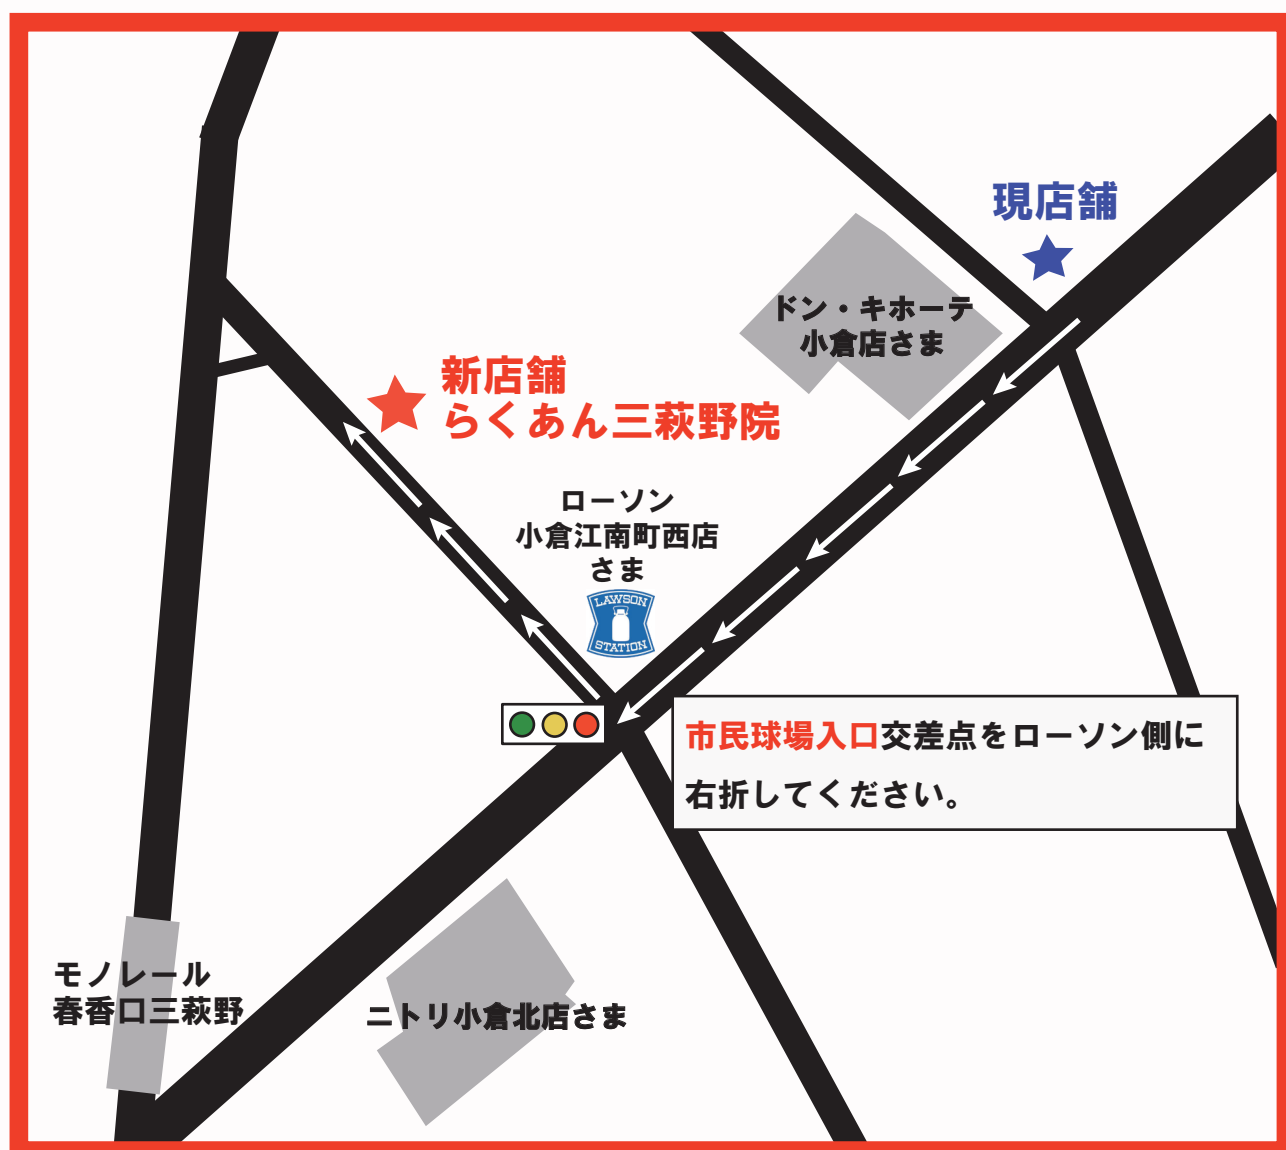 現店舗
ドン・キホーテ
小倉店さま
新店舗
らくあん三萩野院
ローソン
小倉江南町西店
さま
LAWSON
STATION
市民球場入口交差点をローソン側に
右折してください。
モノレール
春香口三萩野
ニトリ小倉北店さま